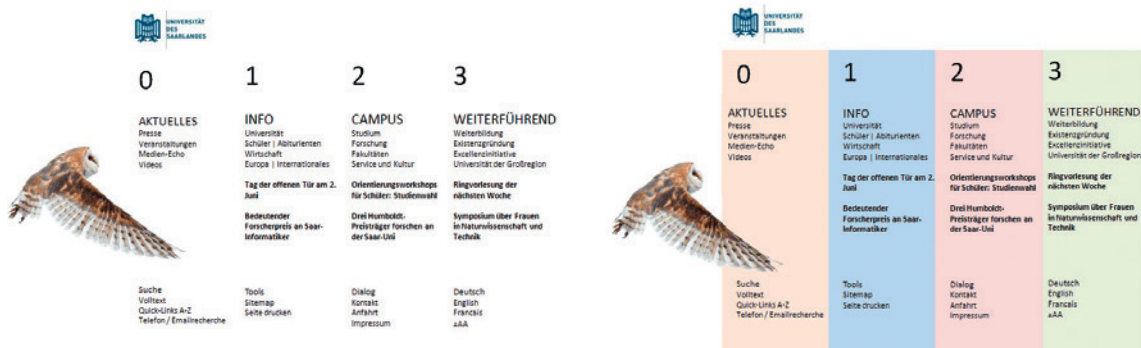 UNIVERSITÄT
DES
SAARLANDES
0
AKTUELLES
Presse
Veranstaltungen
Medien-Echo
Videos
Suche
Volltext
Quick-Links A-Z
Telefon / Emailrecherche
1
INFO
Universität
Schüler | Abiturienten
Wirtschaft
Europa | Internationales
Tag der offenen Tür am 2.
Juni
Bedeutender
Forscherpreis an Saar-
Informatiker
Tools
Sitemap
Seite drucken
2
CAMPUS
Studium
Forschung
Fakultäten
Service und Kultur
Orientierungsworkshops
für Schüler: Studienwahl
Drei Humboldt-
Preisträger forschen an
der Saar-Uni
Dialog
Kontakt
Anfahrt
Impressum
3
WEITERFÜHREND
Weiterbildung
Existenzgründung
Excellenzinitiative
Universität der Großregion
Ringvorlesung der
nächsten Woche
Symposium über Frauen
in Naturwissenschaft und
Technik
Deutsch
English
Francais
±AA
UNIVERSITÄT
DES
SAARLANDES
0
AKTUELLES
Presse
Veranstaltungen
Medien-Echo
Videos
Suche
Volltext
Quick-Links A-Z
Telefon / Emailrecherche
1
INFO
Universität
Schüler | Abiturienten
Wirtschaft
Europa | Internationales
Tag der offenen Tür am 2.
Juni
Bedeutender
Forscherpreis an Saar-
Informatiker
Tools
Sitemap
Seite drucken
2
CAMPUS
Studium
Forschung
Fakultäten
Service und Kultur
Orientierungsworkshops
für Schüler: Studienwahl
Drei Humboldt-
Preisträger forschen an
der Saar-Uni
Dialog
Kontakt
Anfahrt
Impressum
3
WEITERFÜHREND
Weiterbildung
Existenzgründung
Excellenzinitiative
Universität der Großregion
Ringvorlesung der
nächsten Woche
Symposium über Frauen
in Naturwissenschaft und
Technik
Deutsch
English
Francais
±AA